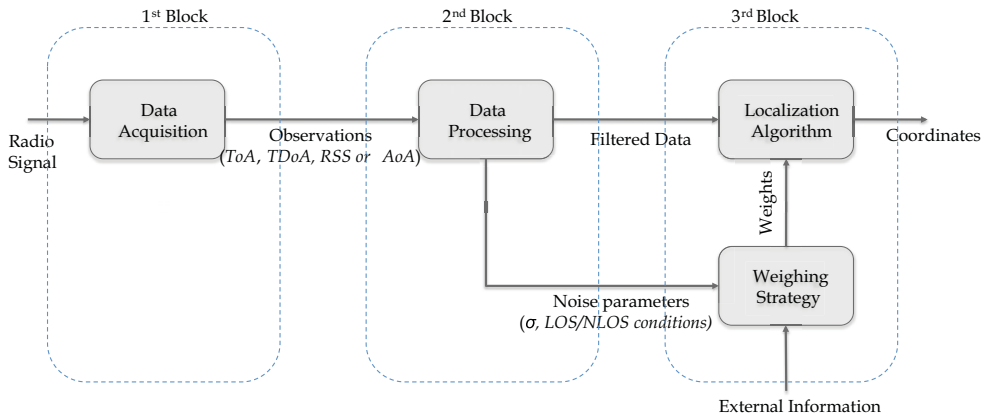 1st Block
2nd Block
3rd Block
Data
Acquisition
Data
Processing
Localization
Algorithm
Radio
Signal
Observations
(ToA, TDoA, RSS or AoA)
Filtered Data
Coordinates
Weights
Weighing
Strategy
Noise parameters
(σ, LOS/NLOS conditions)
External Information